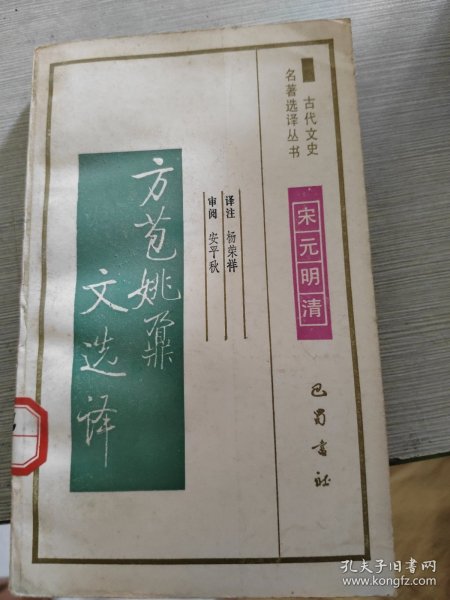 古代文史
名著选译丛书
宋元明清
译注 杨荣祥
审阅 安平秋
方苞姚鼐
文选译
巴蜀书社
孔夫子旧书网
www.kongfz.com